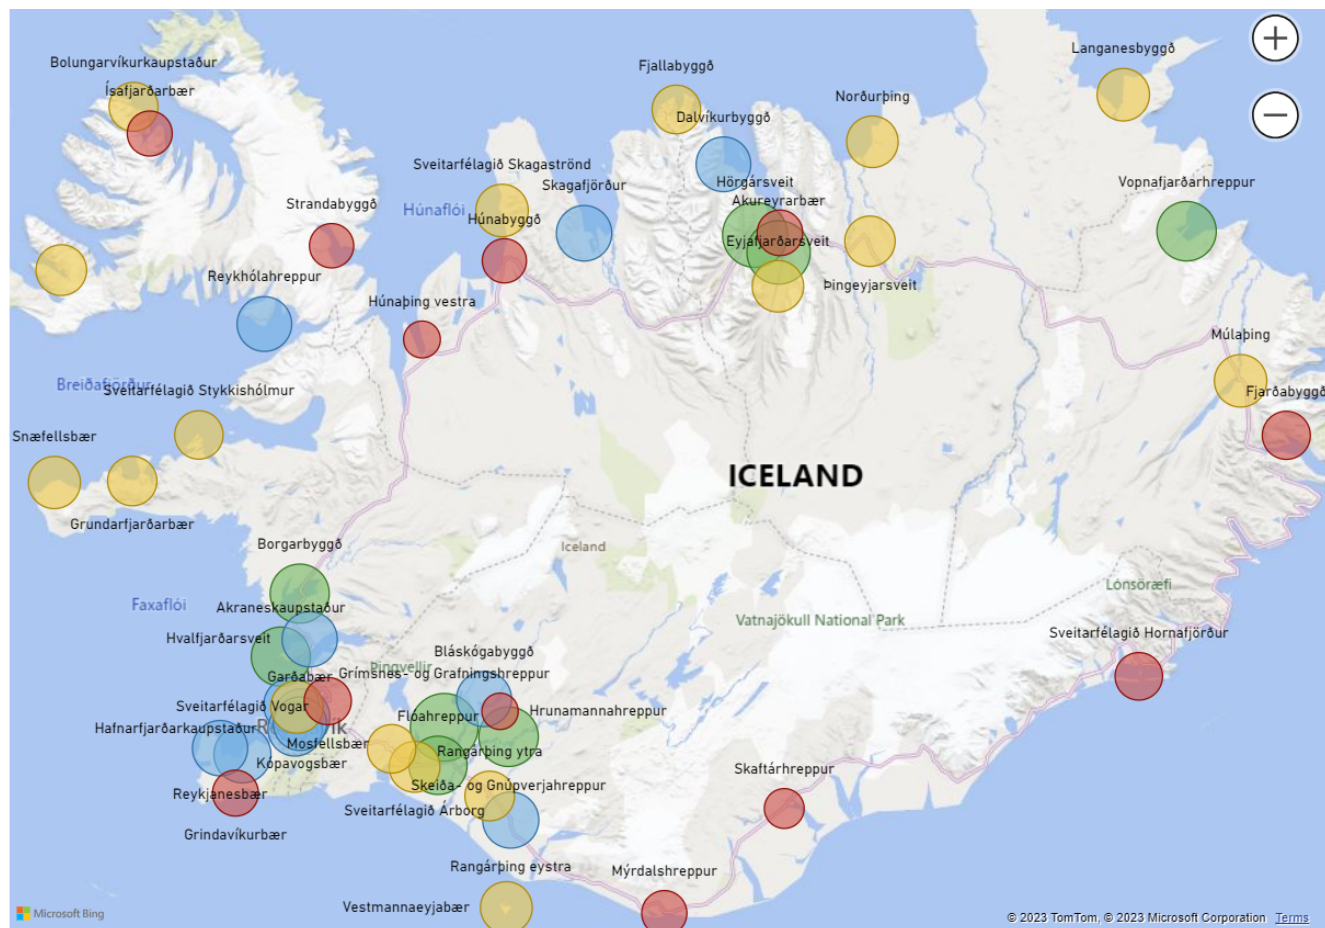 Langanesbyggð
Bolungarvíkurkaupstaður
Fjallabyggð
Ísafjarðarbær
Norðurþing
Dalvíkurbyggð
Sveitarfélagið Skagaströnd
Skagafjörður
Hörgársveit
Vopnafjarðarhreppur
Strandabyggð
Húnaflói
Húnabyggð
Akureyrarbær
Eyjafjarðarsveit
Reykhólahreppur
Húnaþing vestra
Þingeyjarsveit
Múlaþing
Breiðafjörður
Sveitarfélagið Stykkishólmur
Fjarðabyggð
Snæfellsbær
ICELAND
Grundarfjarðarbær
Borgarbyggð
Iceland
Lónsöræfi
Faxaflói
Akraneskaupstaður
Vatnajökull National Park
Hvalfjarðarsveit
Sveitarfélagið Hornafjörður
Bláskógabyggð
Þingvellir
Garðabær
Grímsnes- og Grafningshreppur
Sveitarfélagið Vogar
Flóahreppur
Hrunamannahreppur
Hafnarfjarðarkaupstaður
Mosfellsbær
Rangárþing ytra
Kópavogsbær
Skaftárhreppur
Reykjanesbær
Skeiða- og Gnúpverjahreppur
Sveitarfélagið Árborg
Grindavíkurbær
Rangárþing eystra
Mýrdalshreppur
Vestmannaeyjabær
Microsoft Bing
© 2023 TomTom, © 2023 Microsoft Corporation Terms